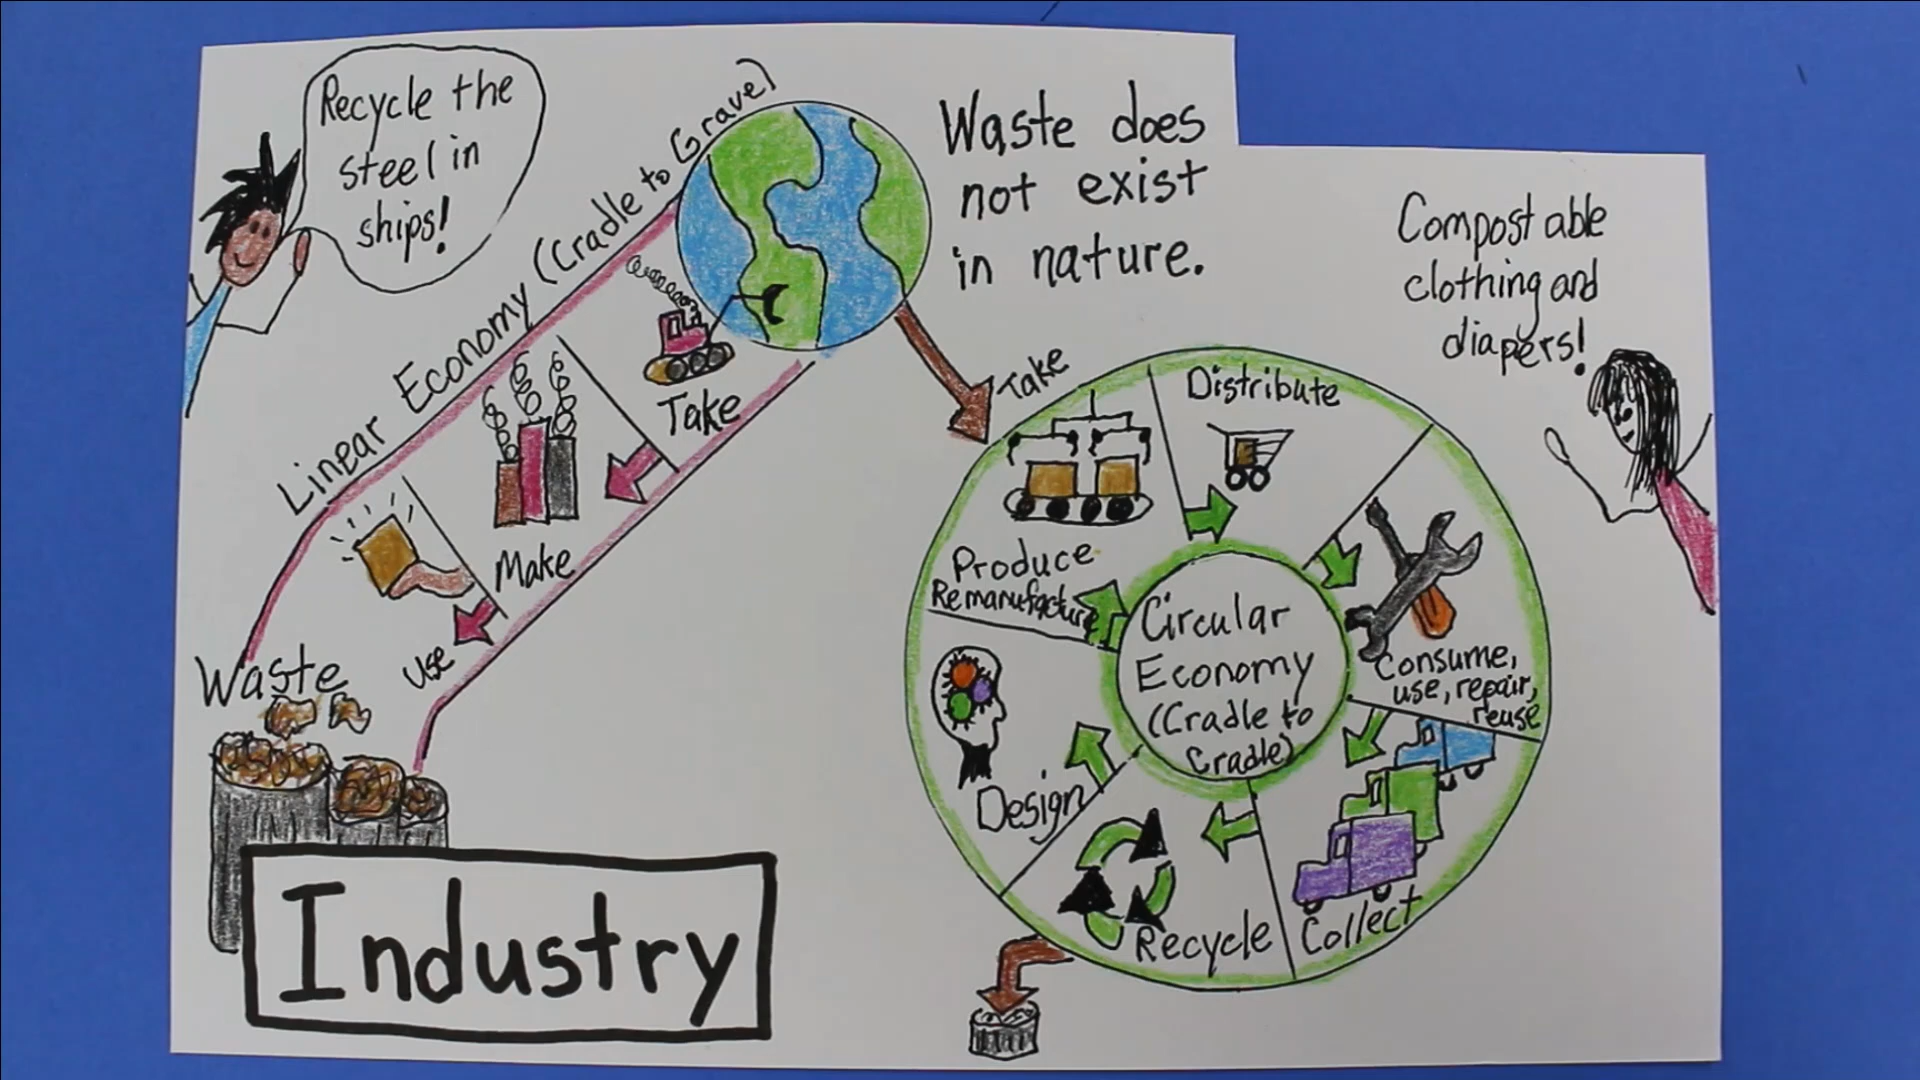 Recycle the
steel in
ships!
Linear Economy (Cradle to Grave)
Waste does
not exist
in nature.
Compostable
clothing and
diapers!
Take
Make
Use
Waste
Take
Distribute
Produce
Remanufacture
Circular
Economy
(Cradle to
Cradle)
Consume,
use, repair,
reuse
Design
Recycle
Collect
Industry